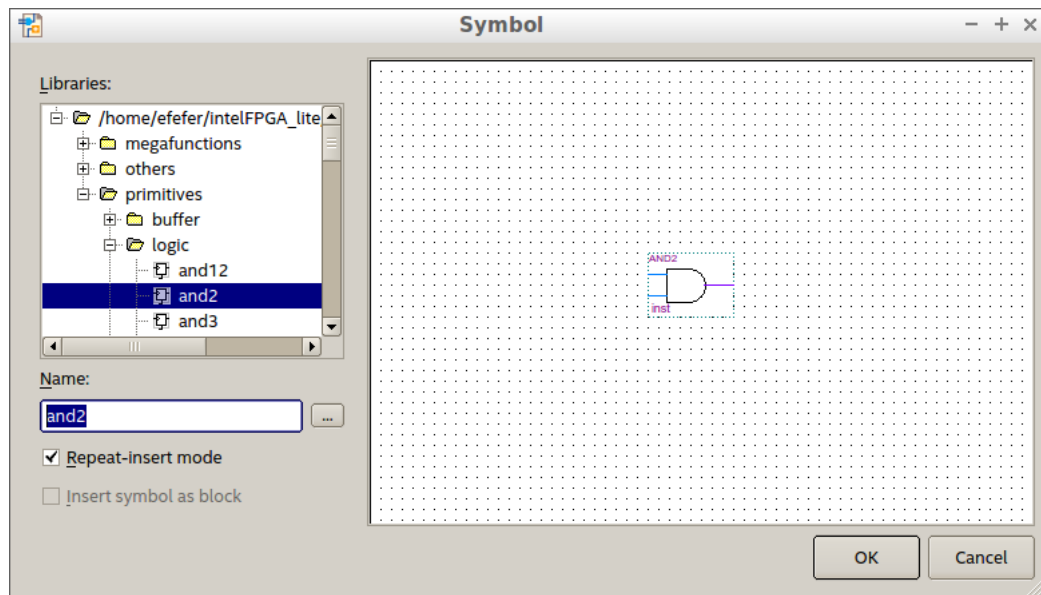 Symbol
Libraries:
/home/efefer/intelFPGA_lite
megafunctions
others
primitives
buffer
logic
and12
and2
and3
Name:
and2
...
Repeat-insert mode
Insert symbol as block
AND2
inst
OK
Cancel